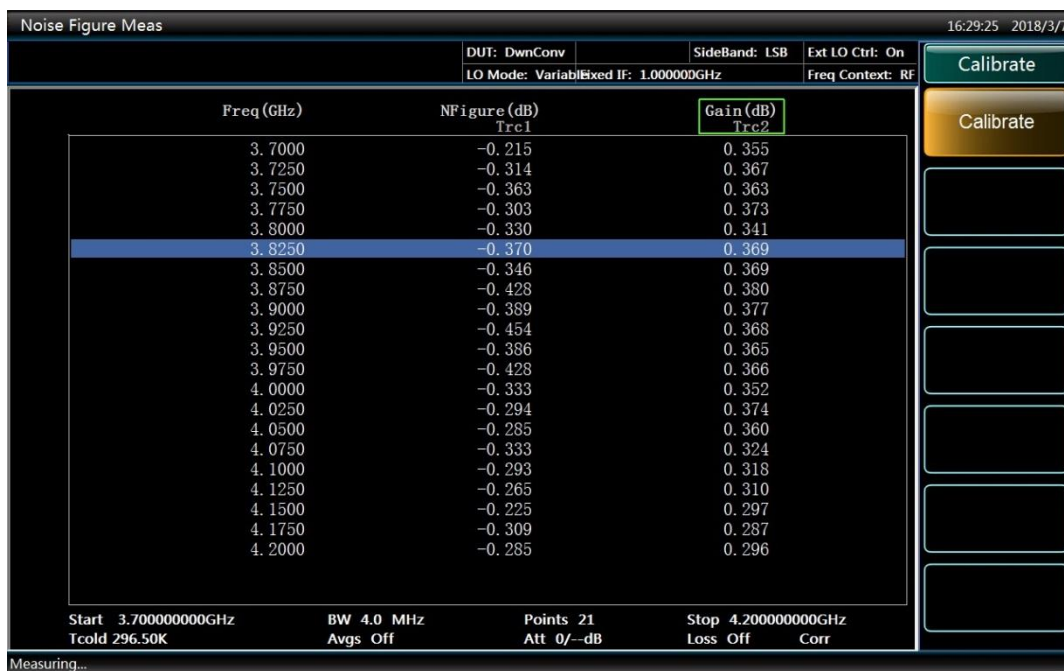 Noise Figure Meas 16:29:25 2018/3/7
DUT: DwnConv SideBand: LSB Ext LO Ctrl: On
LO Mode: Variable Fixed IF: 1.000000GHz Freq Context: RF
Calibrate
Calibrate
Freq(GHz) NFigure(dB) Gain(dB)
Trc1 Trc2
3.7000 -0.215 0.355
3.7250 -0.314 0.367
3.7500 -0.363 0.363
3.7750 -0.303 0.373
3.8000 -0.330 0.341
3.8250 -0.370 0.369
3.8500 -0.346 0.369
3.8750 -0.428 0.380
3.9000 -0.389 0.377
3.9250 -0.454 0.368
3.9500 -0.386 0.365
3.9750 -0.428 0.366
4.0000 -0.333 0.352
4.0250 -0.294 0.374
4.0500 -0.285 0.360
4.0750 -0.333 0.324
4.1000 -0.293 0.318
4.1250 -0.265 0.310
4.1500 -0.225 0.297
4.1750 -0.309 0.287
4.2000 -0.285 0.296
Start 3.700000000GHz BW 4.0 MHz Points 21 Stop 4.200000000GHz
Tcold 296.50K Avgs Off Att 0/--dB Loss Off Corr
Measuring...